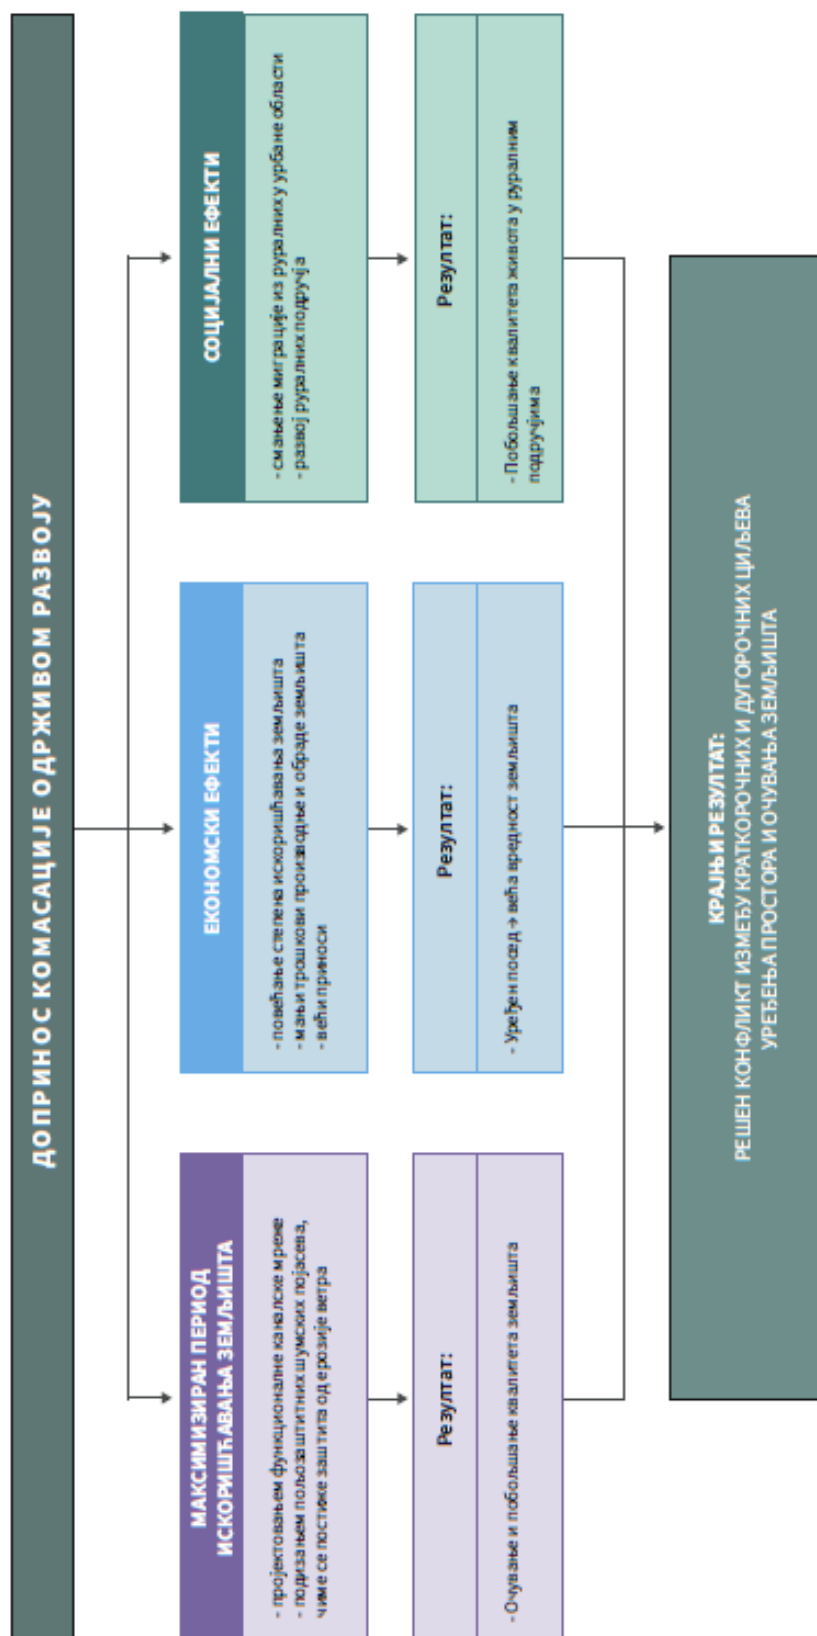 ДОПРИНОС КОМАСАЦИЈЕ ОДРЖИВОМ РАЗВОЈУ
МАКСИМИЗИРАН ПЕРИОД
ИСКОРИШЋАВАЊА ЗЕМЉИШТА
- пројектовањем функционалне каналске мреже
- подизањем пољозаштитних шумских појасева,
чиме се постиже заштита од ерозије ветра
Резултат:
- Очување и побољшање квалитета земљишта
ЕКОНОМСКИ ЕФЕКТИ
- повећање степена искоришћавања земљишта
- мањи трошкови производње и обраде земљишта
- већи приноси
Резултат:
- Уређен посед → већа вредност земљишта
СОЦИЈАЛНИ ЕФЕКТИ
- смањење миграције из руралних у урбане области
- развој руралних подручја
Резултат:
- Побољшање квалитета живота у руралним
подручјима
КРАЈЊИ РЕЗУЛТАТ:
РЕШЕН КОНФЛИКТ ИЗМЕЂУ КРАТКОРОЧНИХ И ДУГОРОЧНИХ ЦИЉЕВА
УРЕЂЕЊА ПРОСТОРА И ОЧУВАЊА ЗЕМЉИШТА